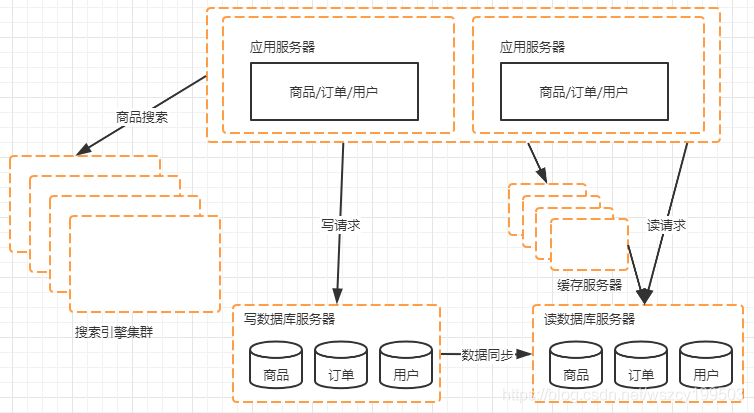 应用服务器
应用服务器
商品/订单/用户
商品/订单/用户
商品搜索
写请求
读请求
缓存服务器
搜索引擎集群
写数据库服务器
读数据库服务器
数据同步
商品
订单
用户
商品
订单
用户
https://blog.csdn.net/wszcy199503